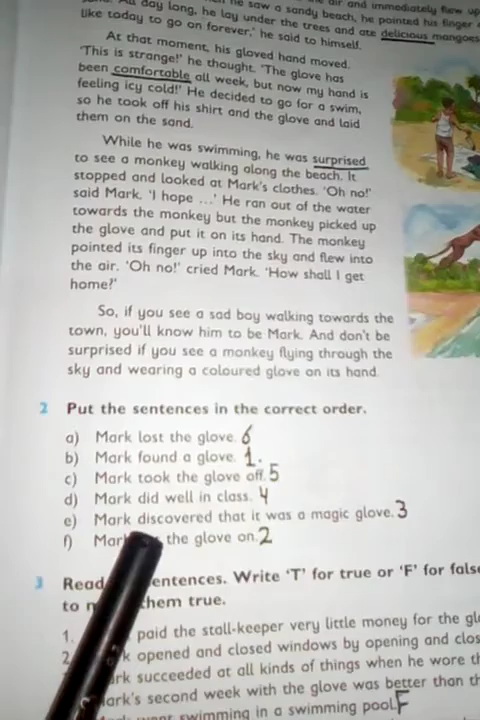 he saw a sandy beach, he pointed his finger
day long, he lay under the trees and ate delicious mangoes
like today to go on forever,' he said to himself.
At that moment, his gloved hand moved.
'This is strange!' he thought. 'The glove has
been comfortable all week, but now my hand is
feeling icy cold!' He decided to go for a swim,
so he took off his shirt and the glove and laid
them on the sand.
While he was swimming, he was surprised
to see a monkey walking along the beach. It
stopped and looked at Mark's clothes. 'Oh no!'
said Mark. 'I hope ...' He ran out of the water
towards the monkey but the monkey picked up
the glove and put it on its hand. The monkey
pointed its finger up into the sky and flew into
the air. 'Oh no!' cried Mark. 'How shall I get
home?'
So, if you see a sad boy walking towards the
town, you'll know him to be Mark. And don't be
surprised if you see a monkey flying through the
sky and wearing a coloured glove on its hand.
2 Put the sentences in the correct order.
a) Mark lost the glove. 6
b) Mark found a glove. 1.
c) Mark took the glove off. 5
d) Mark did well in class. 4
e) Mark discovered that it was a magic glove. 3
f) Mar the glove on. 2
3 Read entences. Write 'T' for true or 'F' for false
to them true.
1. paid the stall-keeper very little money for the
2 k opened and closed windows by opening and
ark succeeded at all kinds of things when he wore
ark's second week with the glove was better than
swimming in a swimming pool. F